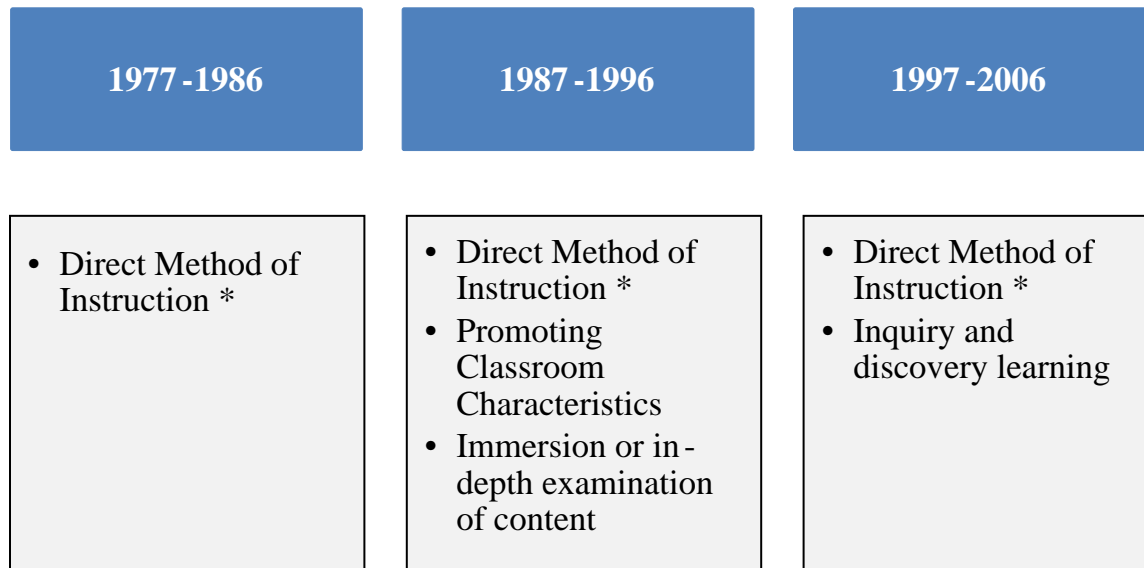 1977-1986
1987-1996
1997-2006
• Direct Method of
Instruction *
• Direct Method of
Instruction *
• Promoting
Classroom
Characteristics
• Immersion or in-
depth examination
of content
• Direct Method of
Instruction *
• Inquiry and
discovery learning